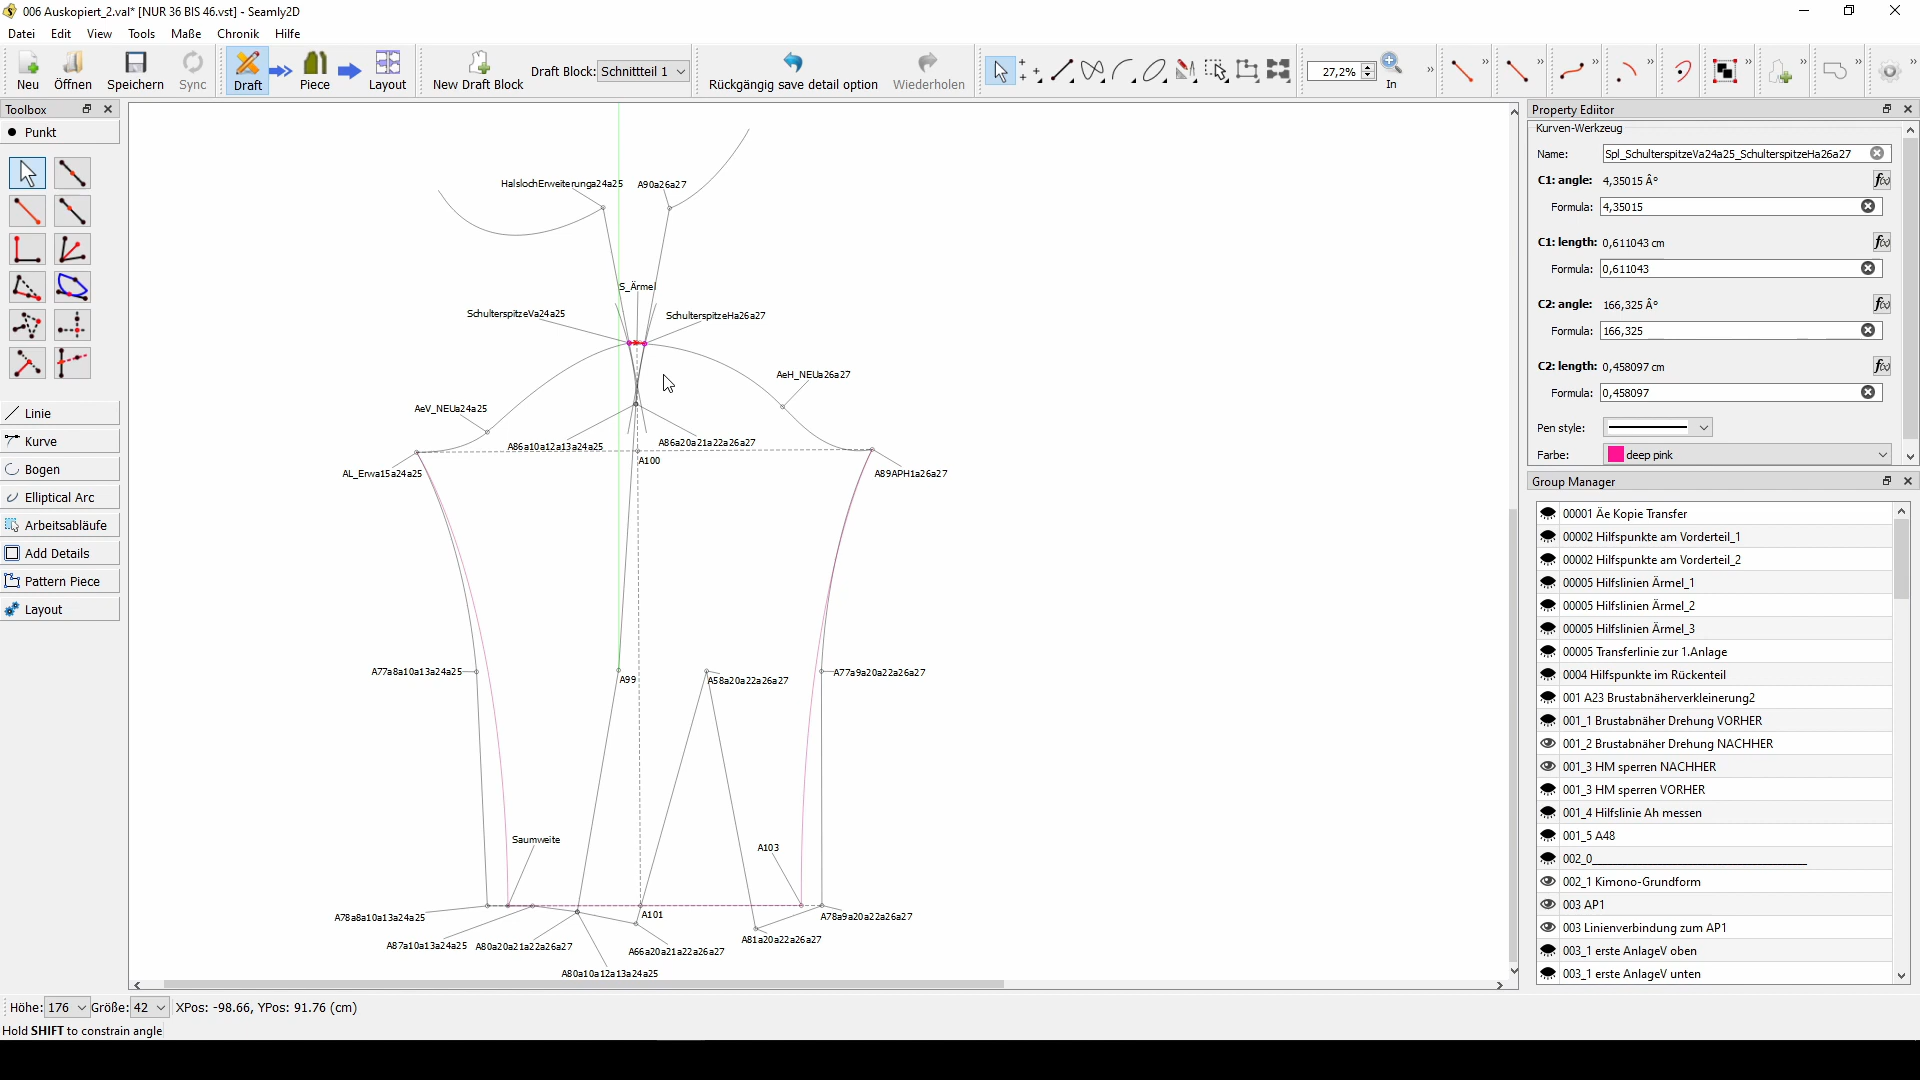 006 Auskopiert_2.val* [NUR 36 BIS 46.vst] - Seamly2D
Datei Edit View Tools Maße Chronik Hilfe
Neu Öffnen Speichern Sync Draft Piece Layout New Draft Block Draft Block: Schnittteil 1 Rückgängig save detail option Wiederholen 27,2% In
Toolbox
Punkt
Linie
Kurve
Bogen
Elliptical Arc
Arbeitsabläufe
Add Details
Pattern Piece
Layout
HalslochErweiterunga24a25 A90a26a27
S_Ärmel
SchulterspitzeVa24a25 SchulterspitzeHa26a27
AeH_NEUa26a27
AeV_NEUa24a25
A86a10a12a13a24a25 A86a20a21a22a26a27
A100
AL_Erwa15a24a25 A89APH1a26a27
A77a8a10a13a24a25 A99 A58a20a22a26a27 A77a9a20a22a26a27
Saumweite
A103
A78a8a10a13a24a25 A101 A78a9a20a22a26a27
A87a10a13a24a25 A80a20a21a22a26a27 A66a20a21a22a26a27 A81a20a22a26a27
A80a10a12a13a24a25
Property Ediitor
Kurven-Werkzeug
Name: Spl_SchulterspitzeVa24a25_SchulterspitzeHa26a27
C1: angle: 4,35015 Â°
Formula: 4,35015
C1: length: 0,611043 cm
Formula: 0,611043
C2: angle: 166,325 Â°
Formula: 166,325
C2: length: 0,458097 cm
Formula: 0,458097
Pen style:
Farbe: deep pink
Group Manager
00001 Äe Kopie Transfer
00002 Hilfspunkte am Vorderteil_1
00002 Hilfspunkte am Vorderteil_2
00005 Hilfslinien Ärmel_1
00005 Hilfslinien Ärmel_2
00005 Hilfslinien Ärmel_3
00005 Transferlinie zur 1.Anlage
0004 Hilfspunkte im Rückenteil
001 A23 Brustabnäherverkleinerung2
001_1 Brustabnäher Drehung VORHER
001_2 Brustabnäher Drehung NACHHER
001_3 HM sperren NACHHER
001_3 HM sperren VORHER
001_4 Hilfslinie Ah messen
001_5 A48
002_0___________________________________
002_1 Kimono-Grundform
003 AP1
003 Linienverbindung zum AP1
003_1 erste AnlageV oben
003_1 erste AnlageV unten
Höhe: 176 Größe: 42 XPos: -98.66, YPos: 91.76 (cm)
Hold SHIFT to constrain angle